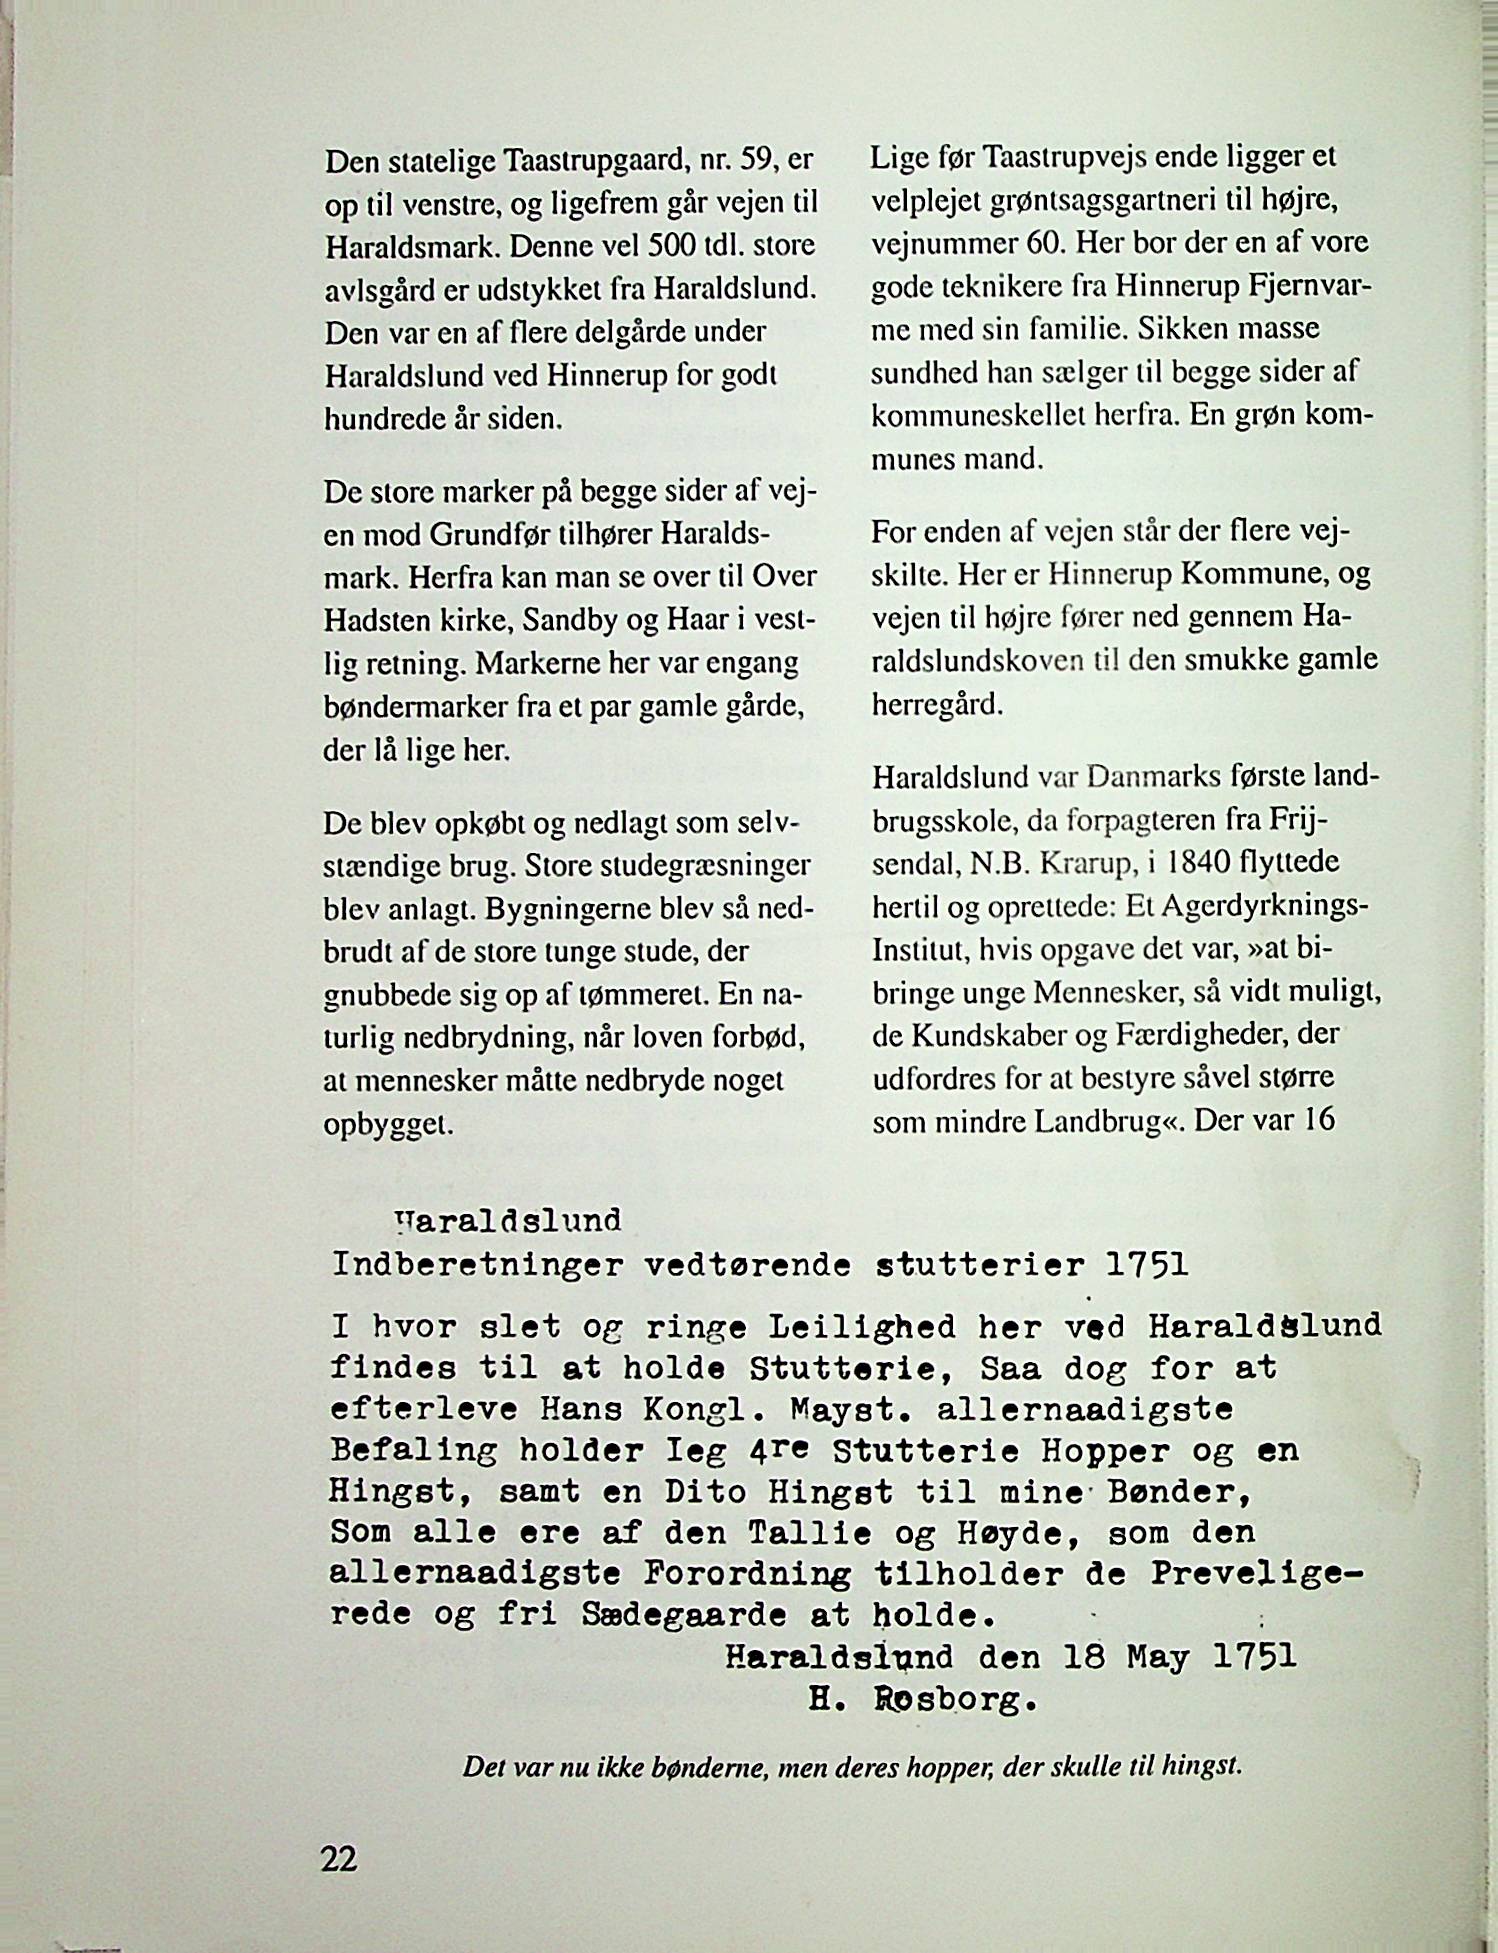 Den statelige Taastrupgaard, nr. 59, er
op til venstre, og ligefrem går vejen til
Haraldsmark. Denne vel 500 tdl. store
avlsgård er udstykket fra Haraldslund.
Den var en af flere delgårde under
Haraldslund ved Hinnerup for godt
hundrede år siden.
De store marker på begge sider af vej-
en mod Grundfør tilhører Haralds-
mark. Herfra kan man se over til Over
Hadsten kirke, Sandby og Haar i vest-
lig retning. Markerne her var engang
bøndermarker fra et par gamle gårde,
der lå lige her.
De blev opkøbt og nedlagt som selv-
stændige brug. Store studegræsninger
blev anlagt. Bygningerne blev så ned-
brudt af de store tunge stude, der
gnubbede sig op af tømmeret. En na-
turlig nedbrydning, når loven forbød,
at mennesker måtte nedbryde noget
opbygget.
Lige før Taastrupvejs ende ligger et
velplejet grøntsagsgartneri til højre,
vejnummer 60. Her bor der en af vore
gode teknikere fra Hinnerup Fjernvar-
me med sin familie. Sikken masse
sundhed han sælger til begge sider af
kommuneskellet herfra. En grøn kom-
munes mand.
For enden af vejen står der flere vej-
skilte. Her er Hinnerup Kommune, og
vejen til højre fører ned gennem Ha-
raldslundskoven til den smukke gamle
herregård.
Haraldslund var Danmarks første land-
brugsskole, da forpagteren fra Frij-
sendal, N.B. Krarup, i 1840 flyttede
hertil og oprettede: Et Agerdyrknings-
Institut, hvis opgave det var, »at bi-
bringe unge Mennesker, så vidt muligt,
de Kundskaber og Færdigheder, der
udfordres for at bestyre såvel større
som mindre Landbrug«. Der var 16
Haraldslund
Indberetninger vedtørende stutterier 1751
I hvor slet og ringe Leilighed her ved Haraldslund
findes til at holde Stutterie, Saa dog for at
efterleve Hans Kongl. Mayst. allernaadigste
Befaling holder Ieg 4re Stutterie Hopper og en
Hingst, samt en Dito Hingst til mine Bønder,
Som alle ere af den Tallie og Høyde, som den
allernaadigste Forordning tilholder de Prevelige-
rede og fri Sædegaarde at holde.
Haraldslund den 18 May 1751
H. Rosborg.
Det var nu ikke bønderne, men deres hopper, der skulle til hingst.
22